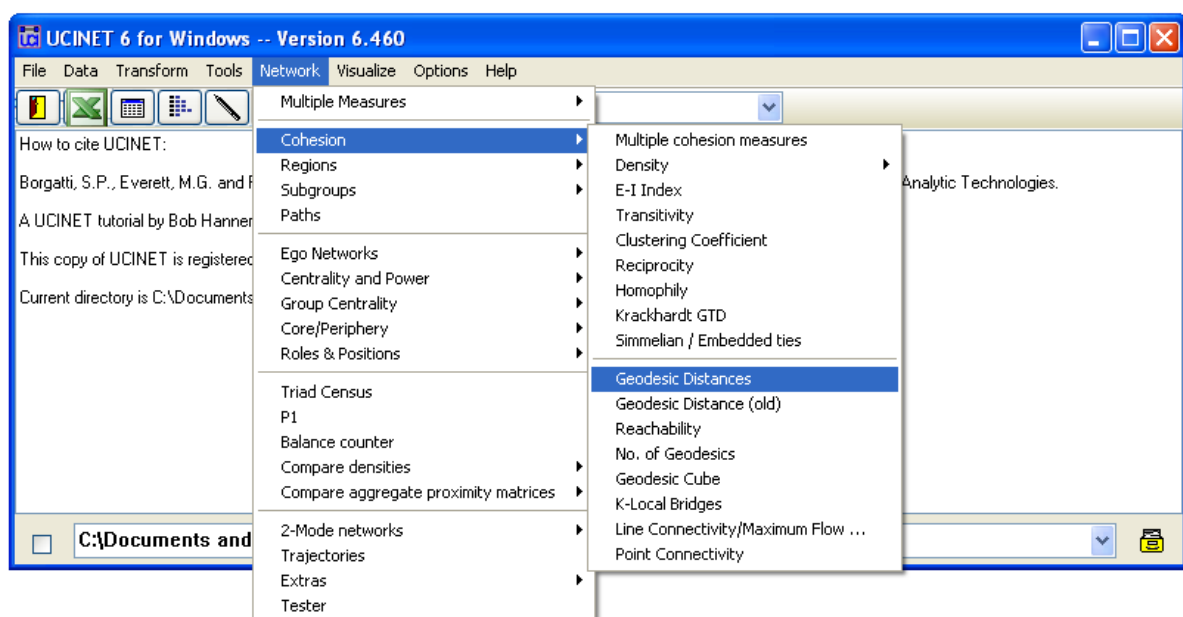 UCINET 6 for Windows -- Version 6.460
File Data Transform Tools Network Visualize Options Help
How to cite UCINET:
Borgatti, S.P., Everett, M.G. and Analytic Technologies.
A UCINET tutorial by Bob Hanner
This copy of UCINET is registered
Current directory is C:\Documents
C:\Documents and
Multiple Measures
Cohesion
Regions
Subgroups
Paths
Ego Networks
Centrality and Power
Group Centrality
Core/Periphery
Roles & Positions
Triad Census
P1
Balance counter
Compare densities
Compare aggregate proximity matrices
2-Mode networks
Trajectories
Extras
Tester
Multiple cohesion measures
Density
E-I Index
Transitivity
Clustering Coefficient
Reciprocity
Homophily
Krackhardt GTD
Simmelian / Embedded ties
Geodesic Distances
Geodesic Distance (old)
Reachability
No. of Geodesics
Geodesic Cube
K-Local Bridges
Line Connectivity/Maximum Flow ...
Point Connectivity